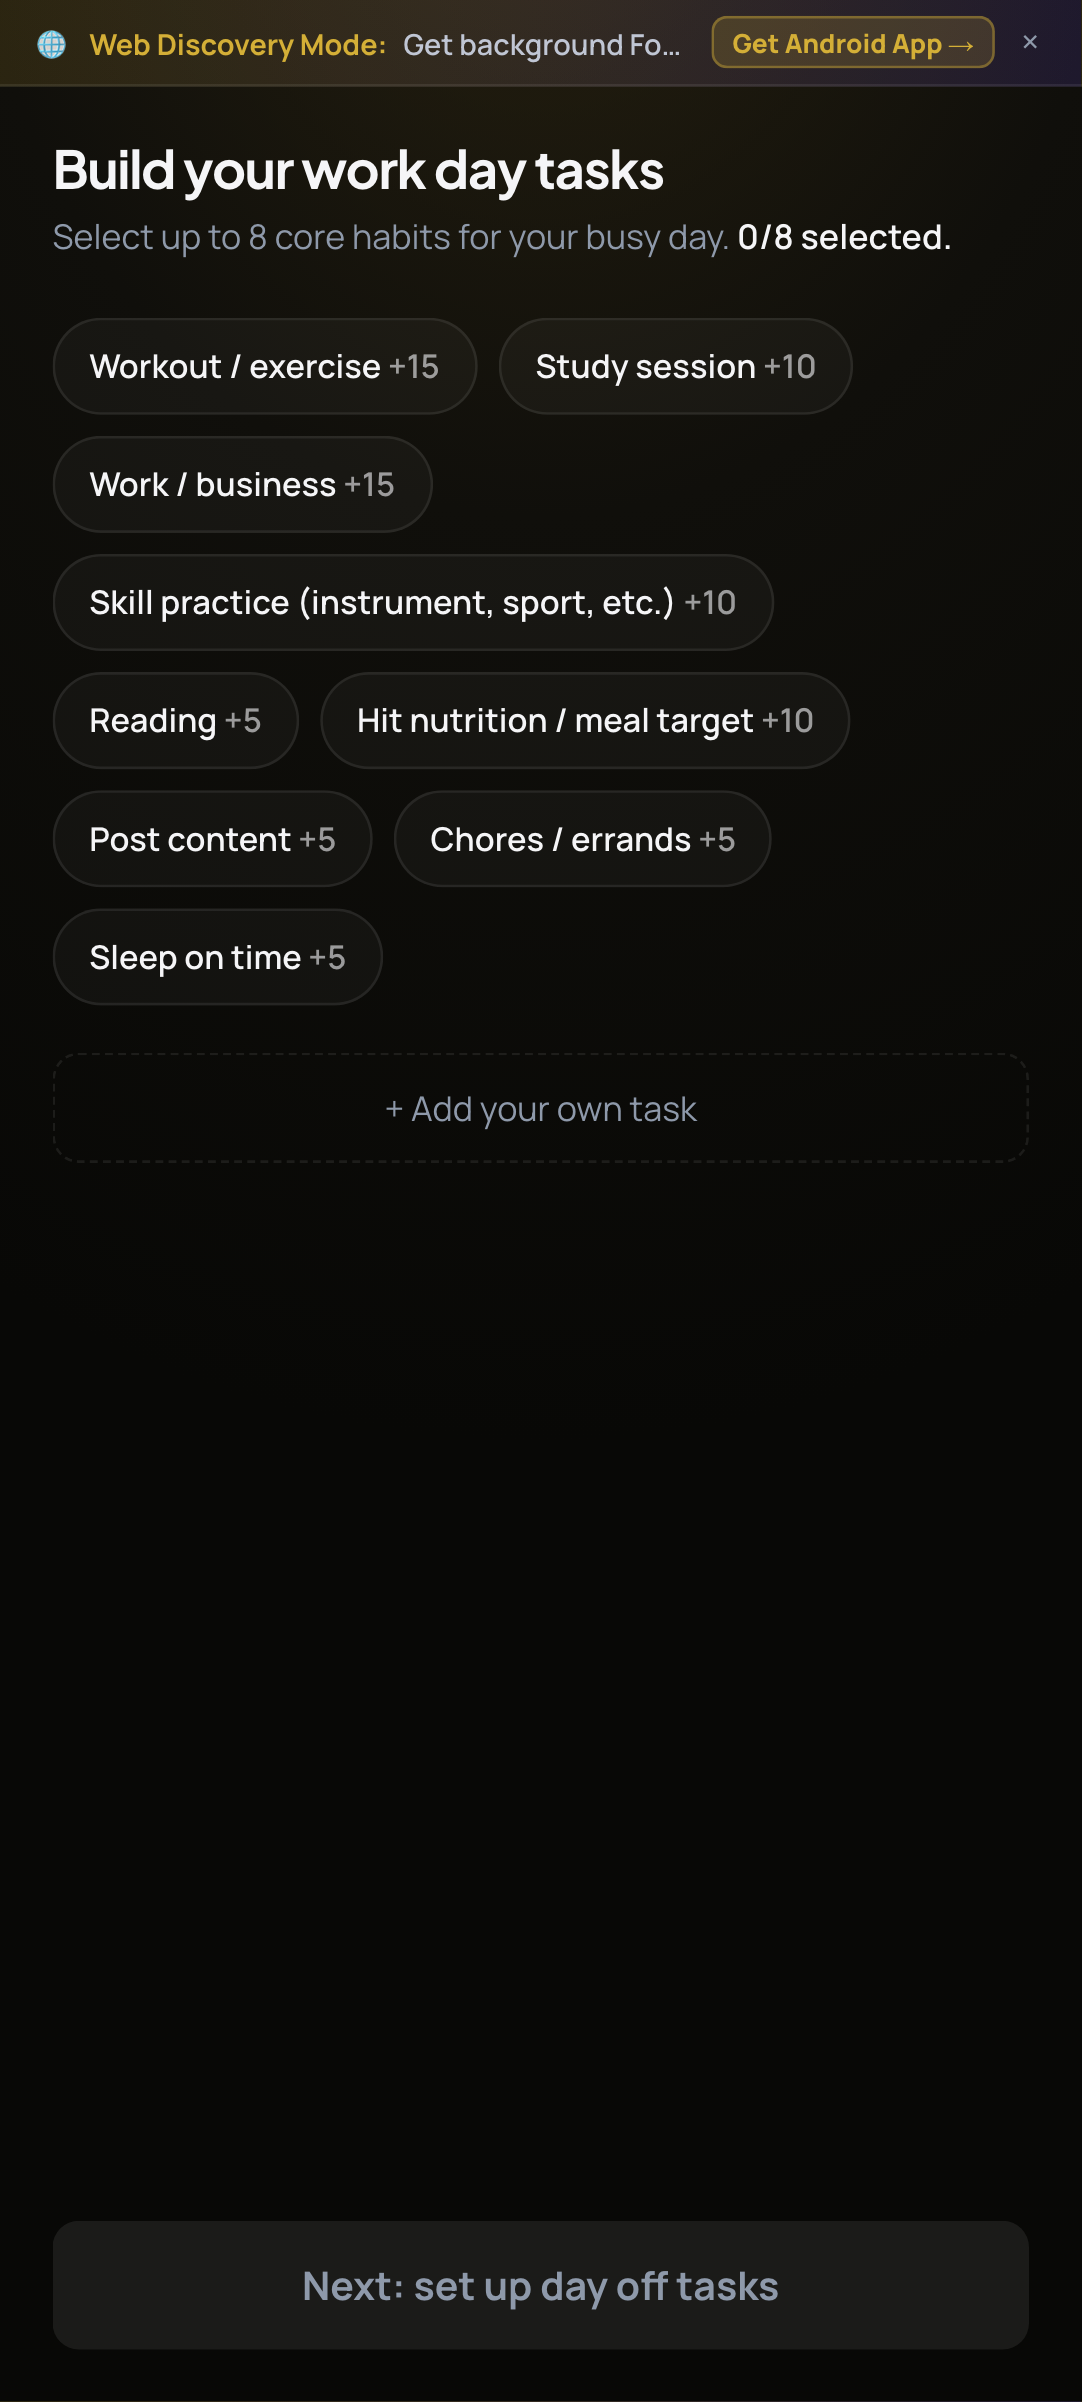 Web Discovery Mode: Get background Fo... Get Android App → ×
Build your work day tasks
Select up to 8 core habits for your busy day. 0/8 selected.
Workout / exercise +15 Study session +10
Work / business +15
Skill practice (instrument, sport, etc.) +10
Reading +5 Hit nutrition / meal target +10
Post content +5 Chores / errands +5
Sleep on time +5
+ Add your own task
Next: set up day off tasks